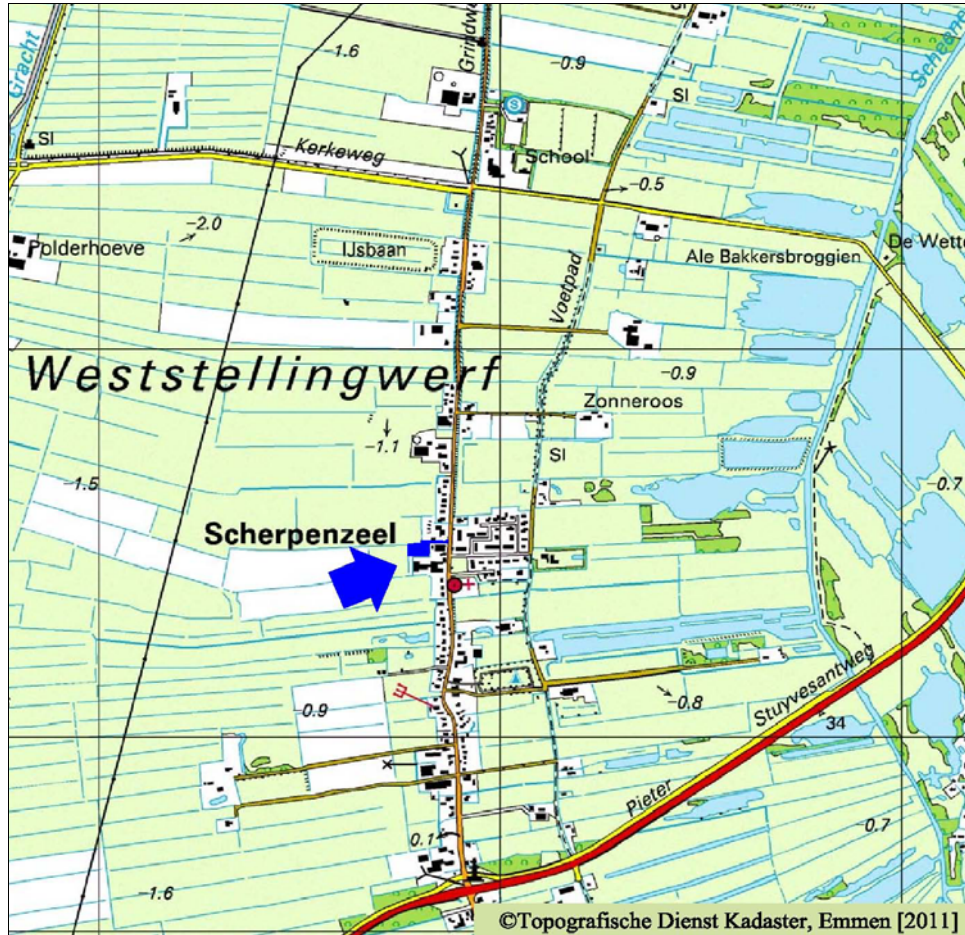 Gracht
-1.6
Grindweg
-0.9
Sl
Sl
S
Sl
Kerkeweg
School
-0.5
-2.0
Polderhoeve
IJsbaan
Voetpad
Ale Bakkersbroggien
De Wette
Weststellingwerf
-0.9
Zonneroos
-1.1
Sl
-1.5
-0.7
Scherpenzeel
-0.9
-0.8
Pieter Stuyvesantweg
34
0.1
-0.7
-1.6
©Topografische Dienst Kadaster, Emmen [2011]